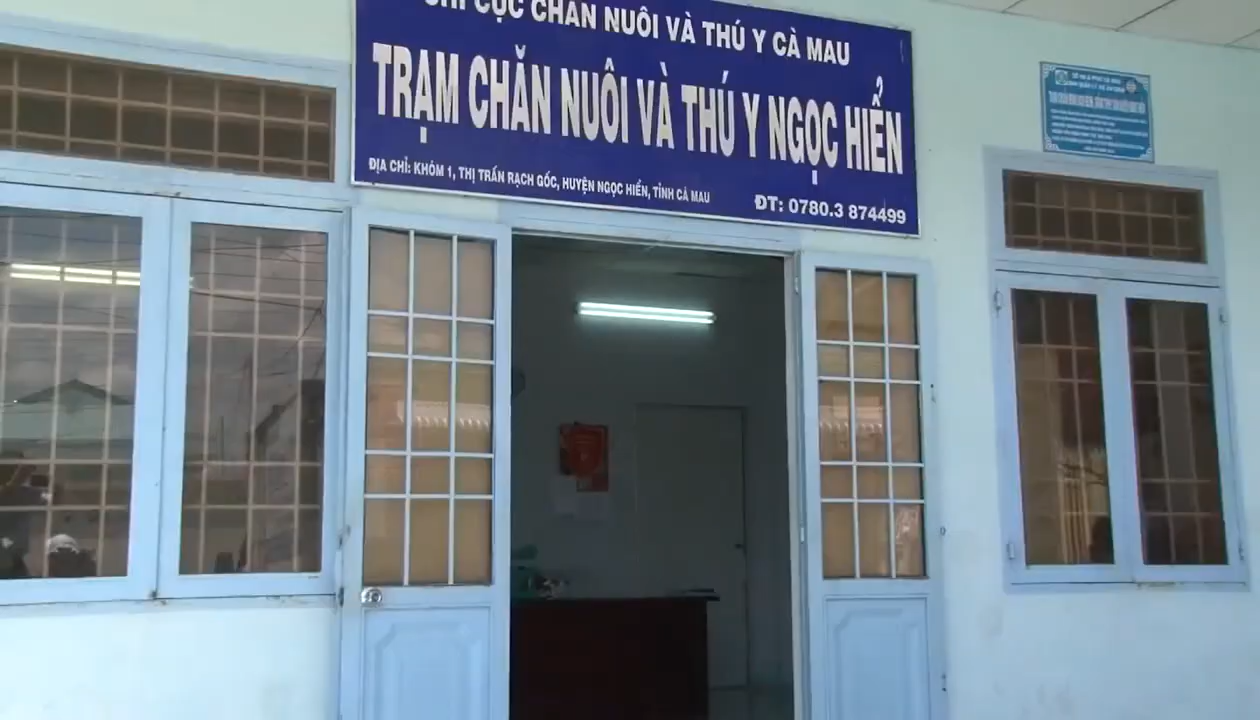 CHI CỤC CHĂN NUÔI VÀ THÚ Y CÀ MAU
TRẠM CHĂN NUÔI VÀ THÚ Y NGỌC HIỂN
ĐỊA CHỈ: KHÓM 1, THỊ TRẤN RẠCH GỐC, HUYỆN NGỌC HIỂN, TỈNH CÀ MAU
ĐT: 0780.3 874499